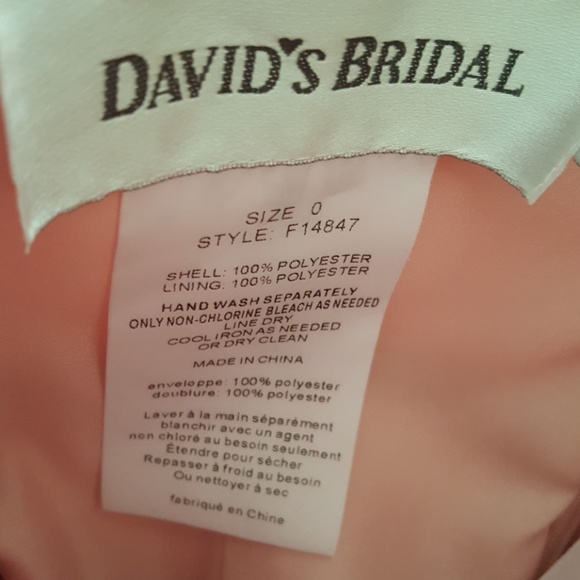 DAVID'S BRIDAL
SIZE 0
STYLE: F14847
SHELL: 100% POLYESTER
LINING: 100% POLYESTER
HAND WASH SEPARATELY
ONLY NON-CHLORINE BLEACH AS NEEDED
LINE DRY
COOL IRON AS NEEDED
OR DRY CLEAN
MADE IN CHINA
enveloppe: 100% polyester
doublure: 100% polyester
Laver à la main séparément
blanchir avec un agent
non chloré au besoin seulement
Étendre pour sécher
Repasser à froid au besoin
Ou nettoyer à sec
fabriqué en Chine